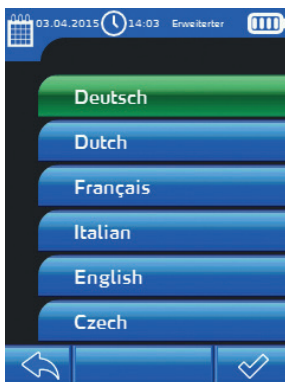 03.04.2015 14:03 Erweiterter
Deutsch
Dutch
Français
Italian
English
Czech